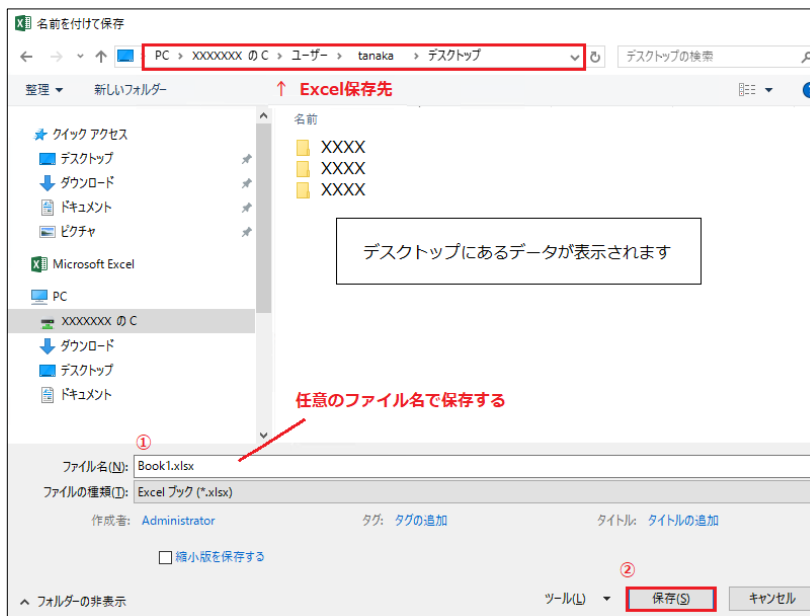 名前を付けて保存
PC › XXXXXXX の C › ユーザー › tanaka › デスクトップ
デスクトップの検索
整理 新しいフォルダー
↑ Excel保存先
名前
クイック アクセス
デスクトップ
ダウンロード
ドキュメント
ピクチャ
Microsoft Excel
PC
XXXXXXX の C
ダウンロード
デスクトップ
ドキュメント
XXXX
XXXX
XXXX
デスクトップにあるデータが表示されます
任意のファイル名で保存する
①
ファイル名(N): Book1.xlsx
ファイルの種類(T): Excel ブック (*.xlsx)
作成者: Administrator タグ: タグの追加 タイトル: タイトルの追加
縮小版を保存する
②
フォルダーの非表示 ツール(L) 保存(S) キャンセル